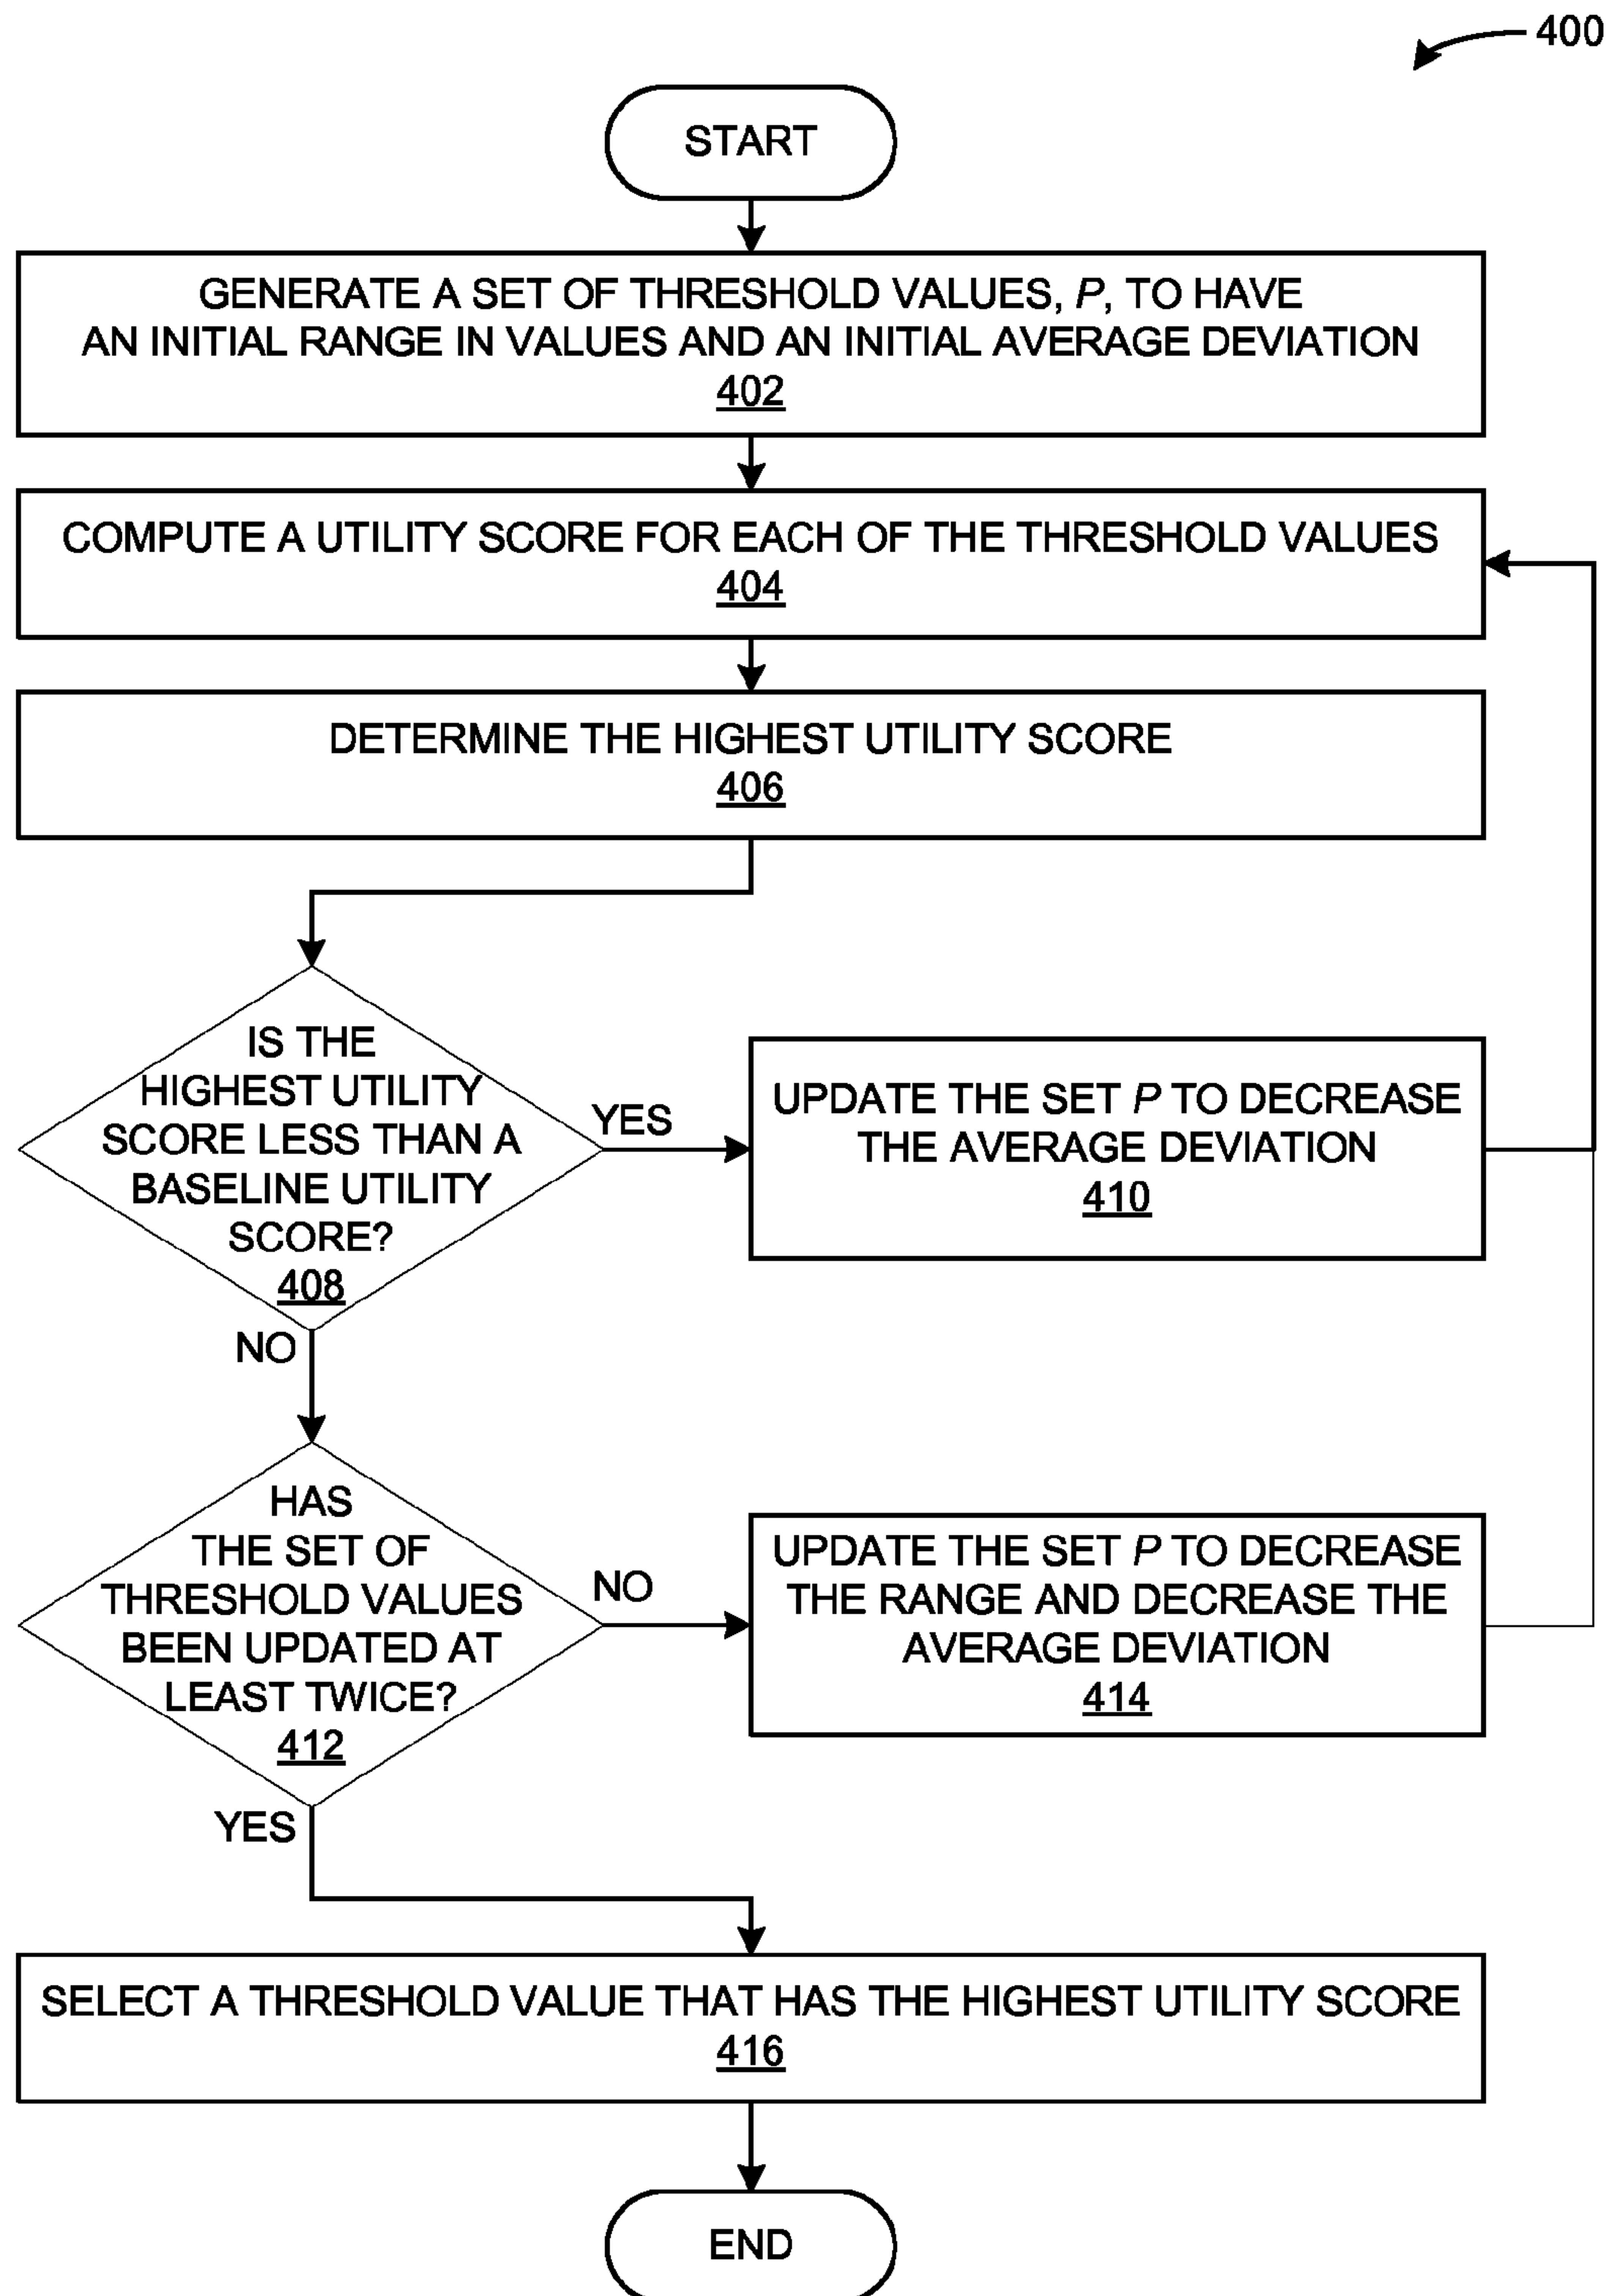 400
START
GENERATE A SET OF THRESHOLD VALUES, P, TO HAVE
AN INITIAL RANGE IN VALUES AND AN INITIAL AVERAGE DEVIATION
402
COMPUTE A UTILITY SCORE FOR EACH OF THE THRESHOLD VALUES
404
DETERMINE THE HIGHEST UTILITY SCORE
406
IS THE
HIGHEST UTILITY
SCORE LESS THAN A
BASELINE UTILITY
SCORE?
408
YES
UPDATE THE SET P TO DECREASE
THE AVERAGE DEVIATION
410
NO
HAS
THE SET OF
THRESHOLD VALUES
BEEN UPDATED AT
LEAST TWICE?
412
NO
UPDATE THE SET P TO DECREASE
THE RANGE AND DECREASE THE
AVERAGE DEVIATION
414
YES
SELECT A THRESHOLD VALUE THAT HAS THE HIGHEST UTILITY SCORE
416
END